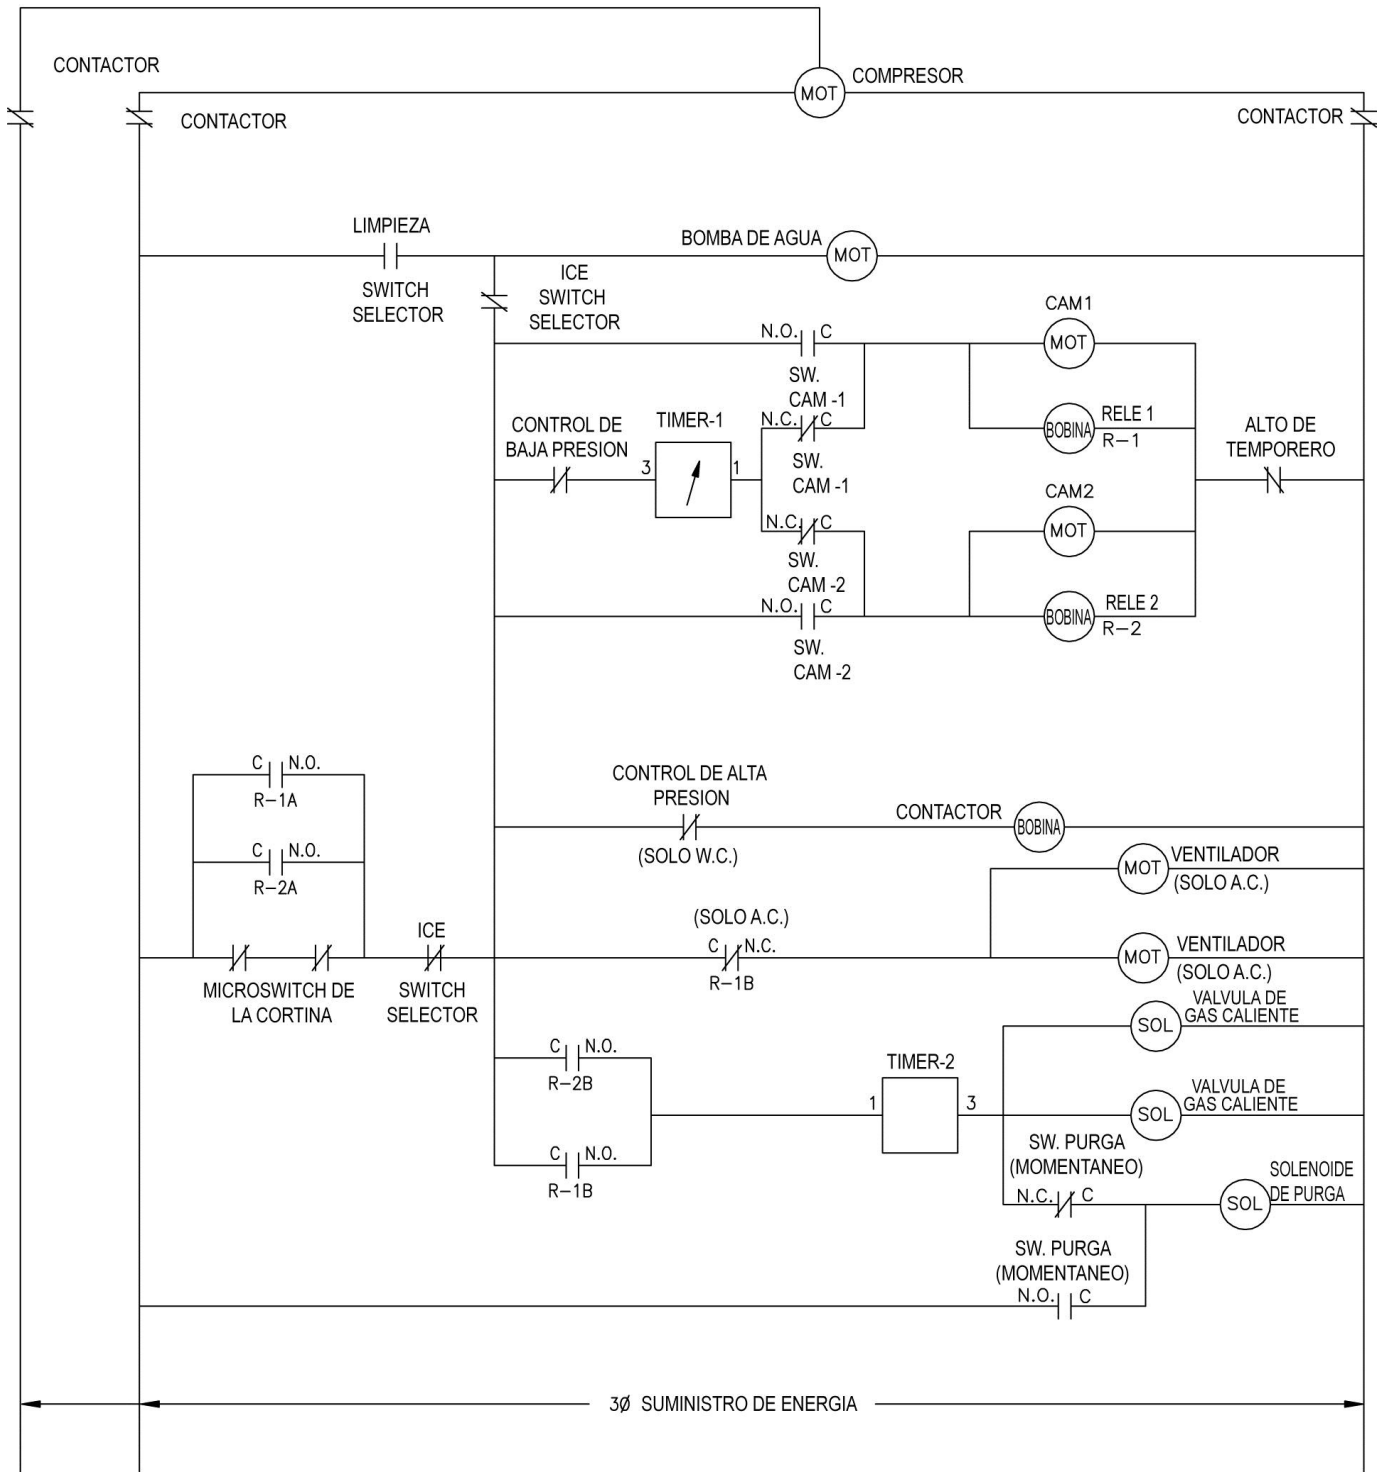 CONTACTOR
COMPRESOR
MOT
CONTACTOR
CONTACTOR
LIMPIEZA
SWITCH
SELECTOR
BOMBA DE AGUA
MOT
ICE
SWITCH
SELECTOR
CAM1
MOT
N.O. C
SW.
CAM -1
N.C. C
SW.
CAM -1
CONTROL DE
BAJA PRESION
TIMER-1
3
1
BOBINA
RELE 1
R-1
ALTO DE
TEMPORERO
CAM2
MOT
N.C. C
SW.
CAM -2
N.O. C
SW.
CAM -2
BOBINA
RELE 2
R-2
C N.O.
R-1A
C N.O.
R-2A
CONTROL DE ALTA
PRESION
(SOLO W.C.)
CONTACTOR
BOBINA
MOT
VENTILADOR
(SOLO A.C.)
MICROSWITCH DE
LA CORTINA
ICE
SWITCH
SELECTOR
(SOLO A.C.)
C N.C.
R-1B
MOT
VENTILADOR
(SOLO A.C.)
VALVULA DE
GAS CALIENTE
SOL
C N.O.
R-2B
TIMER-2
1
3
VALVULA DE
GAS CALIENTE
SOL
C N.O.
R-1B
SW. PURGA
(MOMENTANEO)
N.C. C
SOLENOIDE
DE PURGA
SOL
SW. PURGA
(MOMENTANEO)
N.O. C
3Ø SUMINISTRO DE ENERGIA